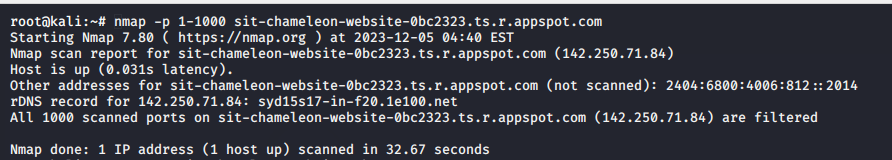 root@kali:~# nmap -p 1-1000 sit-chameleon-website-0bc2323.ts.r.appspot.com
Starting Nmap 7.80 ( https://nmap.org ) at 2023-12-05 04:40 EST
Nmap scan report for sit-chameleon-website-0bc2323.ts.r.appspot.com (142.250.71.84)
Host is up (0.031s latency).
Other addresses for sit-chameleon-website-0bc2323.ts.r.appspot.com (not scanned): 2404:6800:4006:812::2014
rDNS record for 142.250.71.84: syd15s17-in-f20.1e100.net
All 1000 scanned ports on sit-chameleon-website-0bc2323.ts.r.appspot.com (142.250.71.84) are filtered
Nmap done: 1 IP address (1 host up) scanned in 32.67 seconds